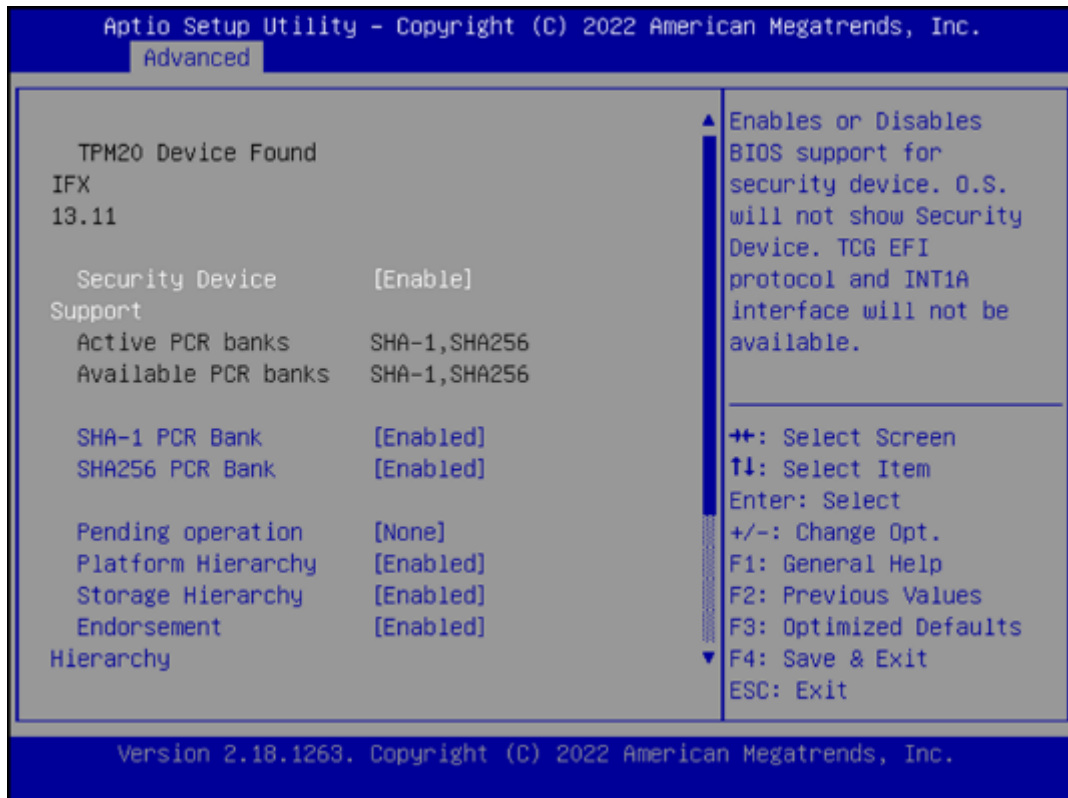 Aptio Setup Utility – Copyright (C) 2022 American Megatrends, Inc.
Advanced
TPM20 Device Found
IFX
13.11
Security Device [Enable]
Support
Active PCR banks SHA-1,SHA256
Available PCR banks SHA-1,SHA256
SHA-1 PCR Bank [Enabled]
SHA256 PCR Bank [Enabled]
Pending operation [None]
Platform Hierarchy [Enabled]
Storage Hierarchy [Enabled]
Endorsement [Enabled]
Hierarchy
Enables or Disables
BIOS support for
security device. O.S.
will not show Security
Device. TCG EFI
protocol and INT1A
interface will not be
available.
→←: Select Screen
↑↓: Select Item
Enter: Select
+/-: Change Opt.
F1: General Help
F2: Previous Values
F3: Optimized Defaults
F4: Save & Exit
ESC: Exit
Version 2.18.1263. Copyright (C) 2022 American Megatrends, Inc.